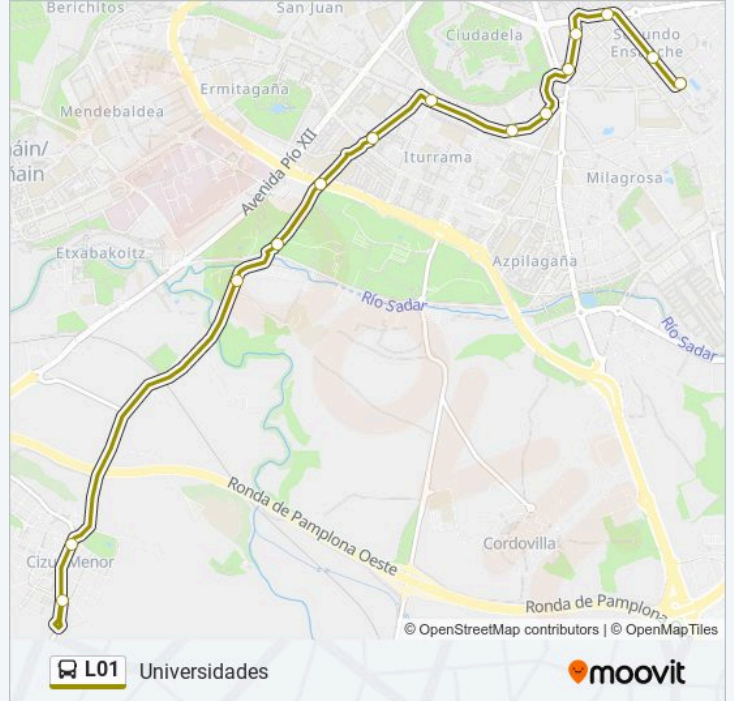 Berichitos
San Juan
Ciudadela
Segundo
Ensanche
Ermitagaña
Mendebaldea
áin/
ñain
Avenida Pío XII
Iturrama
Milagrosa
Etxabakoitz
Azpilagaña
Río Sadar
Río Sadar
Ronda de Pamplona Oeste
Cizur Menor
Cordovilla
Ronda de Pamplona
© OpenStreetMap contributors | © OpenMapTiles
L01 Universidades
moovit